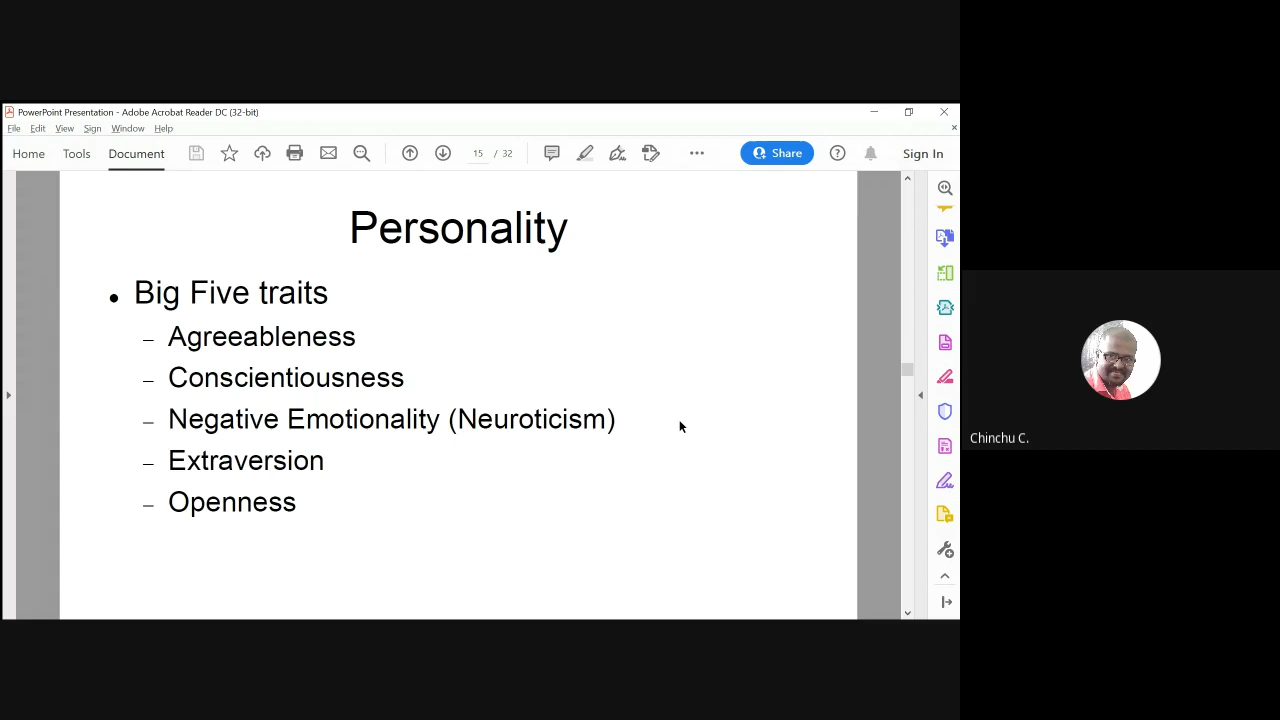 PowerPoint Presentation - Adobe Acrobat Reader DC (32-bit)
File Edit View Sign Window Help
Home Tools Document 15 / 32 Share Sign In
Personality
• Big Five traits
– Agreeableness
– Conscientiousness
– Negative Emotionality (Neuroticism)
– Extraversion
– Openness
Chinchu C.